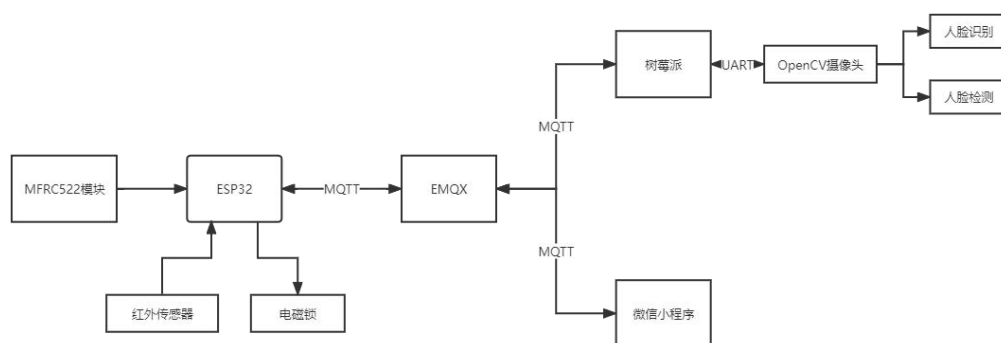 人脸识别
树莓派
UART
OpenCV摄像头
人脸检测
MQTT
MFRC522模块
ESP32
MQTT
EMQX
MQTT
红外传感器
电磁锁
微信小程序